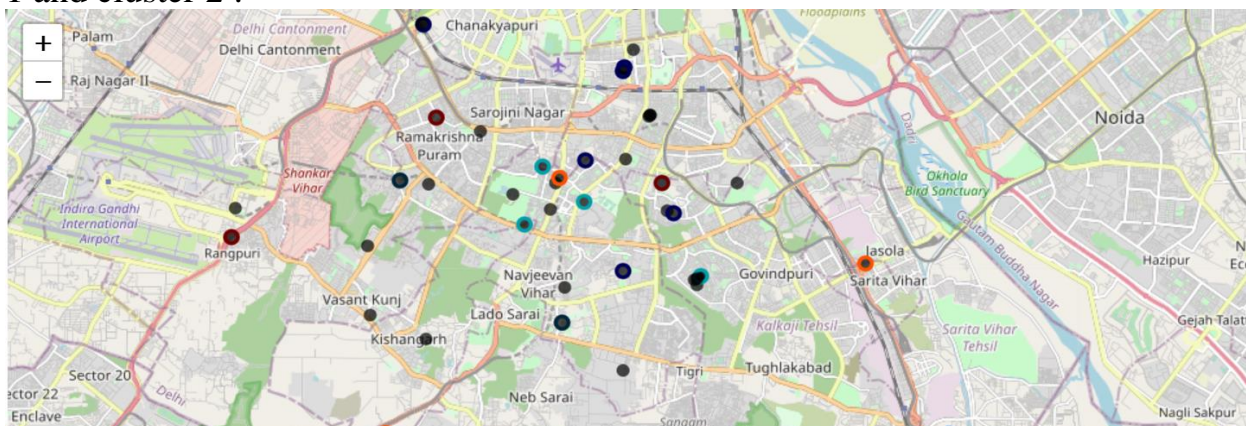 1 and cluster 2 .
Floodplains
Palam
Delhi Cantonment
Chanakyapuri
+
Delhi Cantonment
−
Raj Nagar II
Sarojini Nagar
Noida
Dadri
Ramakrishna
Puram
Shankar
Vihar
Okhla
Bird Sanctuary
Indira Gandhi
International
Airport
Gautam Buddha Nagar
Rangpuri
Jasola
Hazipur
Navjeevan
Vihar
Govindpuri
Sarita Vihar
Vasant Kunj
Lado Sarai
Kalkaji Tehsil
Sarita Vihar
Tehsil
Gejah Talat
Kishangarh
Sector 20
Tigri
Tughlakabad
Delhi
ector 22
Enclave
Neb Sarai
Nagli Sakpur
Sangam